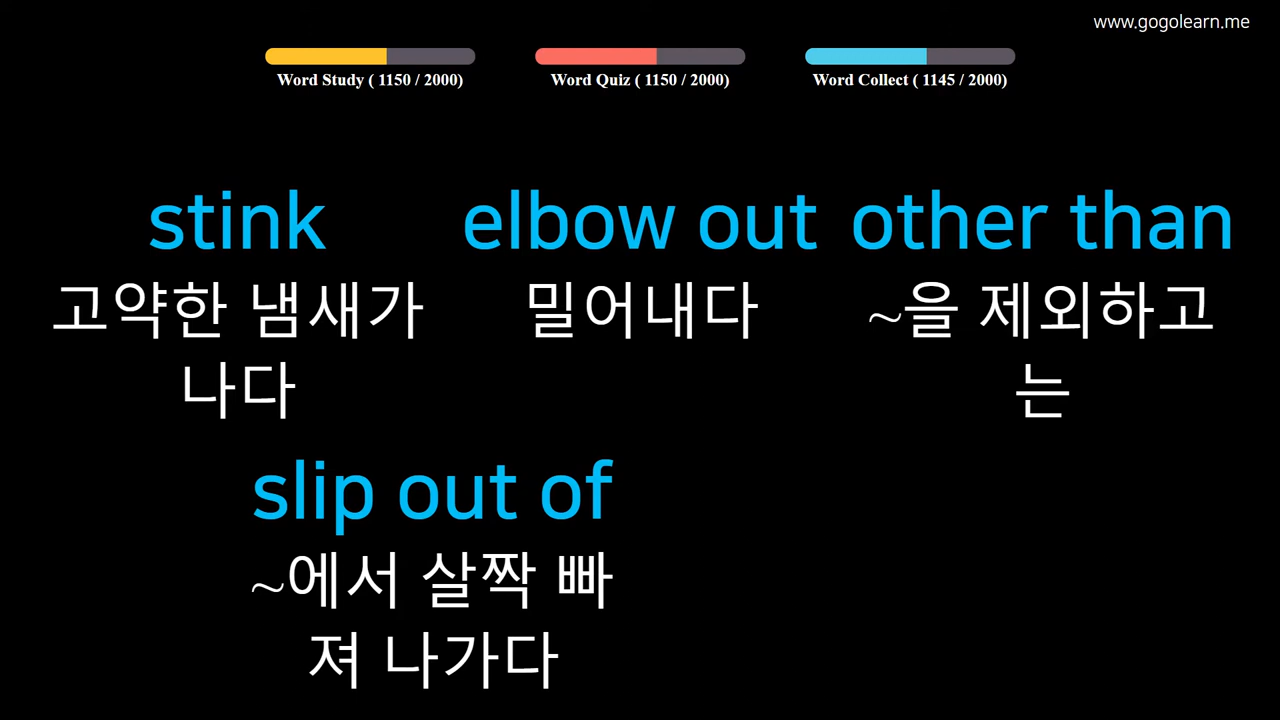 www.gogolearn.me
Word Study ( 1150 / 2000)
Word Quiz ( 1150 / 2000)
Word Collect ( 1145 / 2000)
stink
고약한 냄새가
나다
elbow out
밀어내다
other than
~을 제외하고
는
slip out of
~에서 살짝 빠
져 나가다